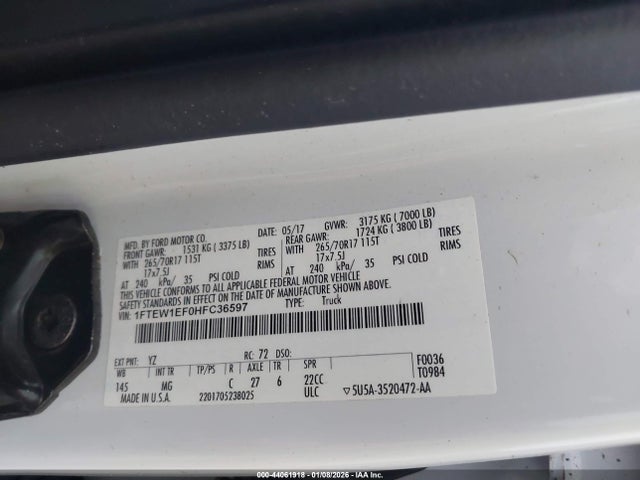 MFD. BY FORD MOTOR CO. DATE: 05/17 GVWR: 3175 KG ( 7000 LB)
FRONT GAWR: 1531 KG ( 3375 LB) REAR GAWR: 1724 KG ( 3800 LB)
WITH 265/70R17 115T TIRES WITH 265/70R17 115T TIRES
17x7.5J RIMS 17x7.5J RIMS
AT 240 kPa/ 35 PSI COLD AT 240 kPa/ 35 PSI COLD
THIS VEHICLE CONFORMS TO ALL APPLICABLE FEDERAL MOTOR VEHICLE
SAFETY AND THEFT PREVENTION STANDARDS IN EFFECT ON THE DATE OF MANUFACTURE SHOWN ABOVE.
VIN: 1FTEW1EF0HFC36597 TYPE: Truck
F0036
T0984
EXT PNT: YZ RC: 72 DSO:
WB INT TR TP/PS R AXLE TR SPR
145 MG C 27 6 22CC
MADE IN U.S.A. 2201705238025 ULC ▽5U5A-3520472-AA
000-44061918 - 01/08/2026 - IAA Inc.